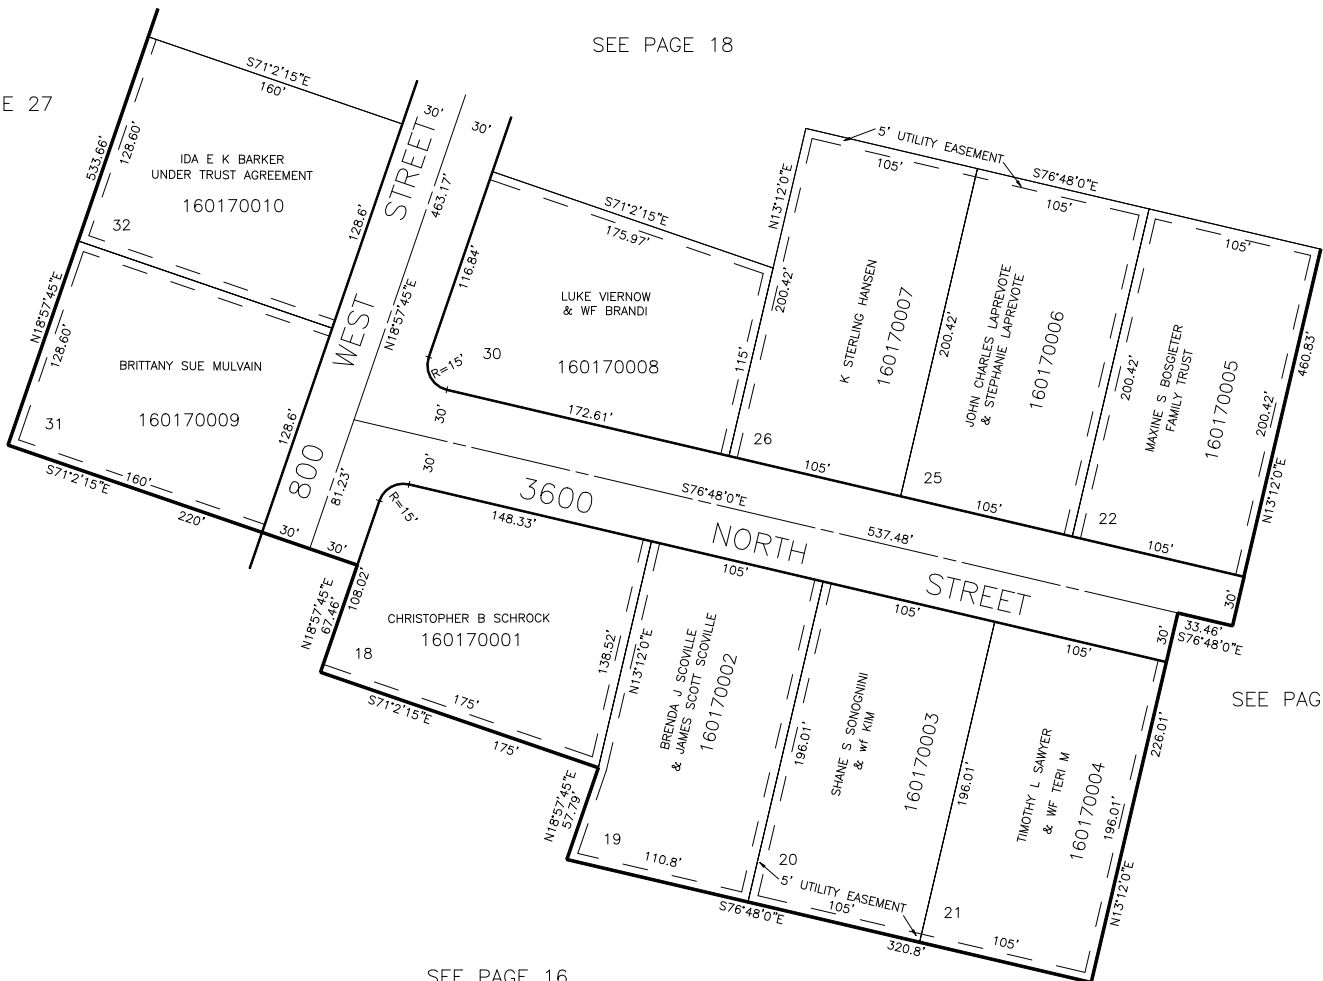 SEE PAGE 18
E 27
S71°2'15"E
160'
533.66'
128.60'
IDA E K BARKER
UNDER TRUST AGREEMENT
160170010
32
128.6'
30'
30'
463.17'
N18°57'45"E
800 WEST STREET
N18°57'45"E
128.60'
BRITTANY SUE MULVAIN
160170009
31
128.6'
S71°2'15"E
160'
220'
30'
30'
81.23'
S71°2'15"E
175.97'
116.84'
LUKE VIERNOW
& WF BRANDI
160170008
30
R=15'
115'
172.61'
30'
5' UTILITY EASEMENT
105'
S76°48'0"E
105'
105'
N13°12'0"E
200.42'
K STERLING HANSEN
160170007
26
105'
200.42'
JOHN CHARLES LAPREVOTE
& STEPHANIE LAPREVOTE
160170006
25
105'
200.42'
MAXINE S BOSGIETER
FAMILY TRUST
160170005
22
105'
200.42'
460.83'
N13°12'0"E
30'
33.46'
S76°48'0"E
3600 NORTH STREET
S76°48'0"E
537.48'
30'
R=15'
148.33'
108.02'
N18°57'45"E
67.46'
CHRISTOPHER B SCHROCK
160170001
18
138.52'
S71°2'15"E
175'
175'
N18°57'45"E
57.79'
105'
N13°12'0"E
BRENDA J SCOVILLE
& JAMES SCOTT SCOVILLE
160170002
19
110.8'
S76°48'0"E
105'
196.01'
SHANE S SONOGNINI
& wf KIM
160170003
20
5' UTILITY EASEMENT
105'
320.8'
105'
30'
196.01'
TIMOTHY L SAWYER
& WF TERI M
160170004
21
105'
196.01'
226.01'
N13°12'0"E
SEE PAG
SEE PAGE 16